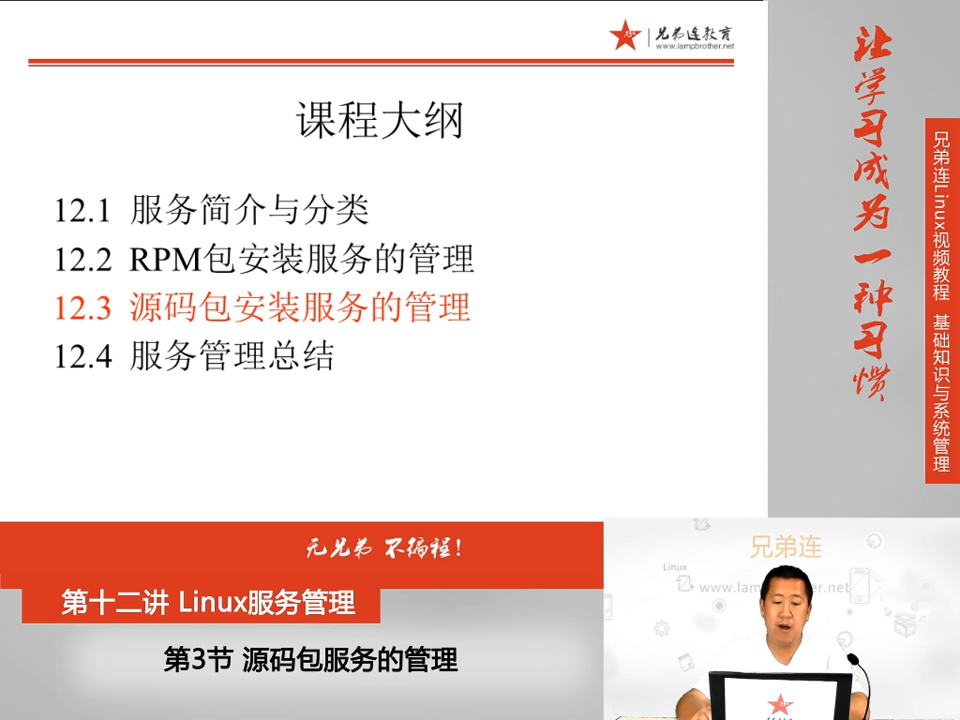 兄弟连教育
www.lampbrother.net
课程大纲
12.1 服务简介与分类
12.2 RPM包安装服务的管理
12.3 源码包安装服务的管理
12.4 服务管理总结
让学习成为一种习惯
兄弟连Linux视频教程 基础知识与系统管理
无兄弟 不编程!
第十二讲 Linux服务管理
第3节 源码包服务的管理
兄弟连
Linux